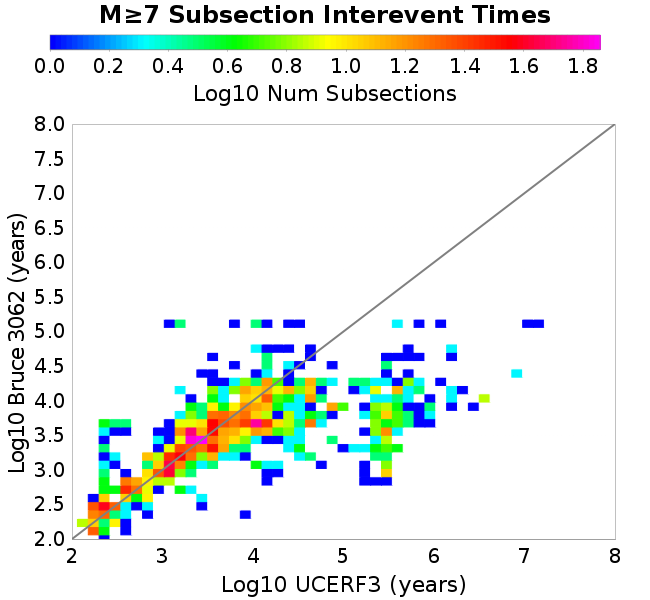 M≥7 Subsection Interevent Times
0.0 0.2 0.4 0.6 0.8 1.0 1.2 1.4 1.6 1.8
Log10 Num Subsections
Log10 Bruce 3062 (years)
8.0
7.5
7.0
6.5
6.0
5.5
5.0
4.5
4.0
3.5
3.0
2.5
2.0
2 3 4 5 6 7 8
Log10 UCERF3 (years)